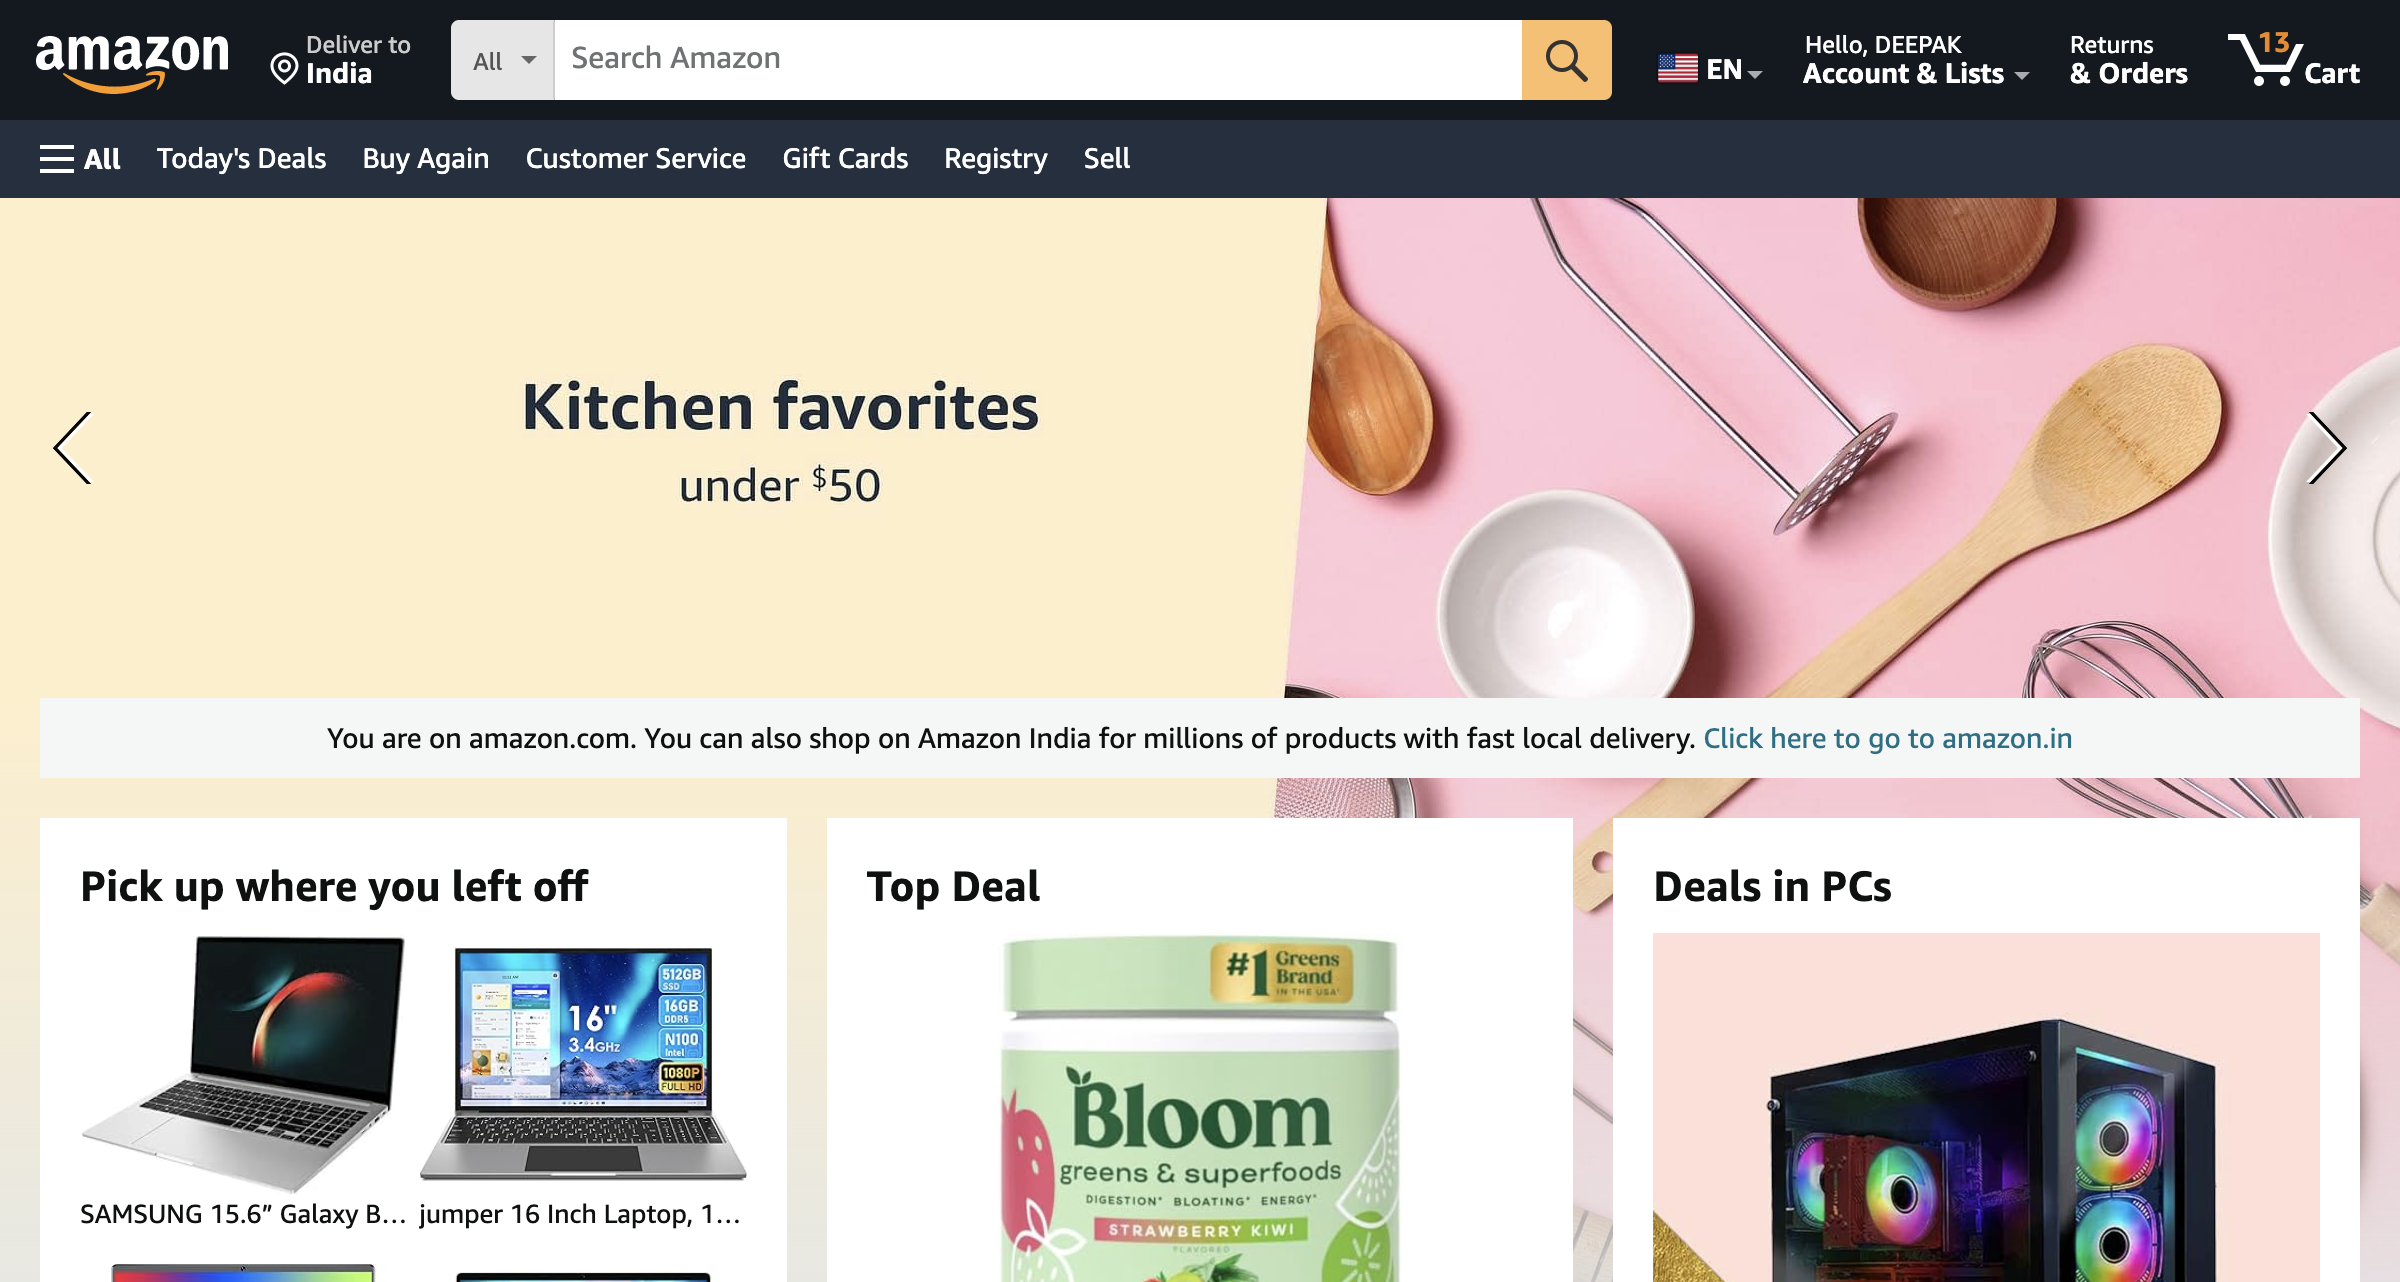 amazon
Deliver to
India
All
Search Amazon
EN
Hello, DEEPAK
Account & Lists
Returns
& Orders
13
Cart
All
Today's Deals
Buy Again
Customer Service
Gift Cards
Registry
Sell
Kitchen favorites
under $50
You are on amazon.com. You can also shop on Amazon India for millions of products with fast local delivery. Click here to go to amazon.in
Pick up where you left off
512GB
SSD
16"
16GB
DDR5
3.4GHz
N100
Intel
1080P
FULL HD
SAMSUNG 15.6” Galaxy B...
jumper 16 Inch Laptop, 1...
Top Deal
#1 Greens
Brand
IN THE USA
Bloom
greens & superfoods
DIGESTION* BLOATING* ENERGY*
STRAWBERRY KIWI
FLAVORED
Deals in PCs